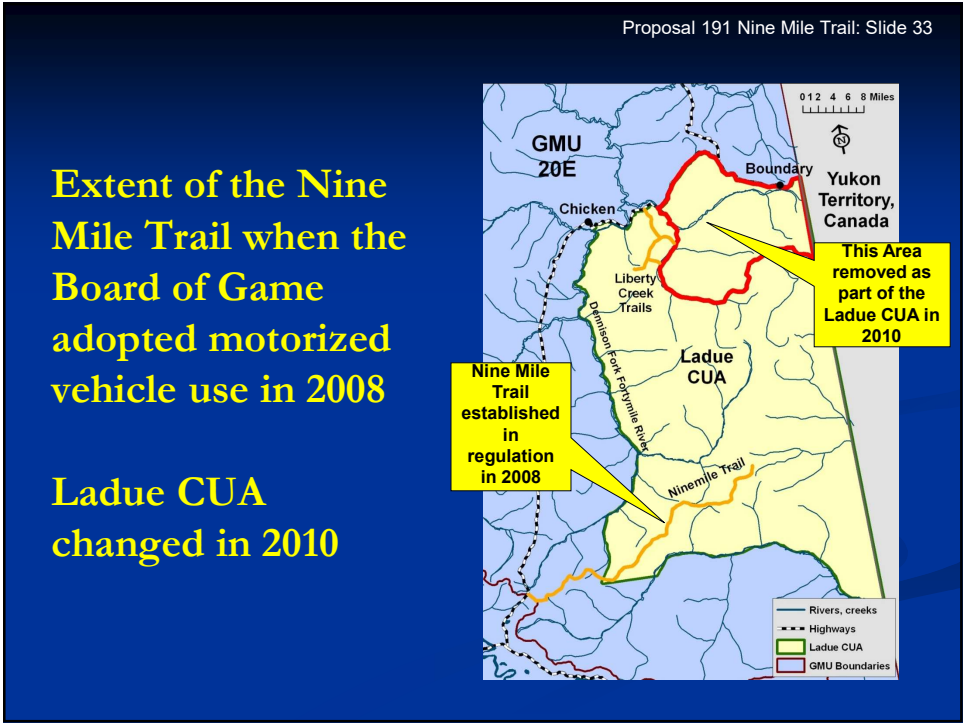 Proposal 191 Nine Mile Trail: Slide 33
Extent of the Nine
Mile Trail when the
Board of Game
adopted motorized
vehicle use in 2008
Ladue CUA
changed in 2010
0 1 2 4 6 8 Miles
N
GMU
20E
Boundary
Yukon
Territory,
Canada
Chicken
This Area
removed as
part of the
Ladue CUA in
2010
Liberty
Creek
Trails
Dennison Fork Fortymile River
Ladue
CUA
Nine Mile
Trail
established
in
regulation
in 2008
Ninemile Trail
Rivers, creeks
Highways
Ladue CUA
GMU Boundaries